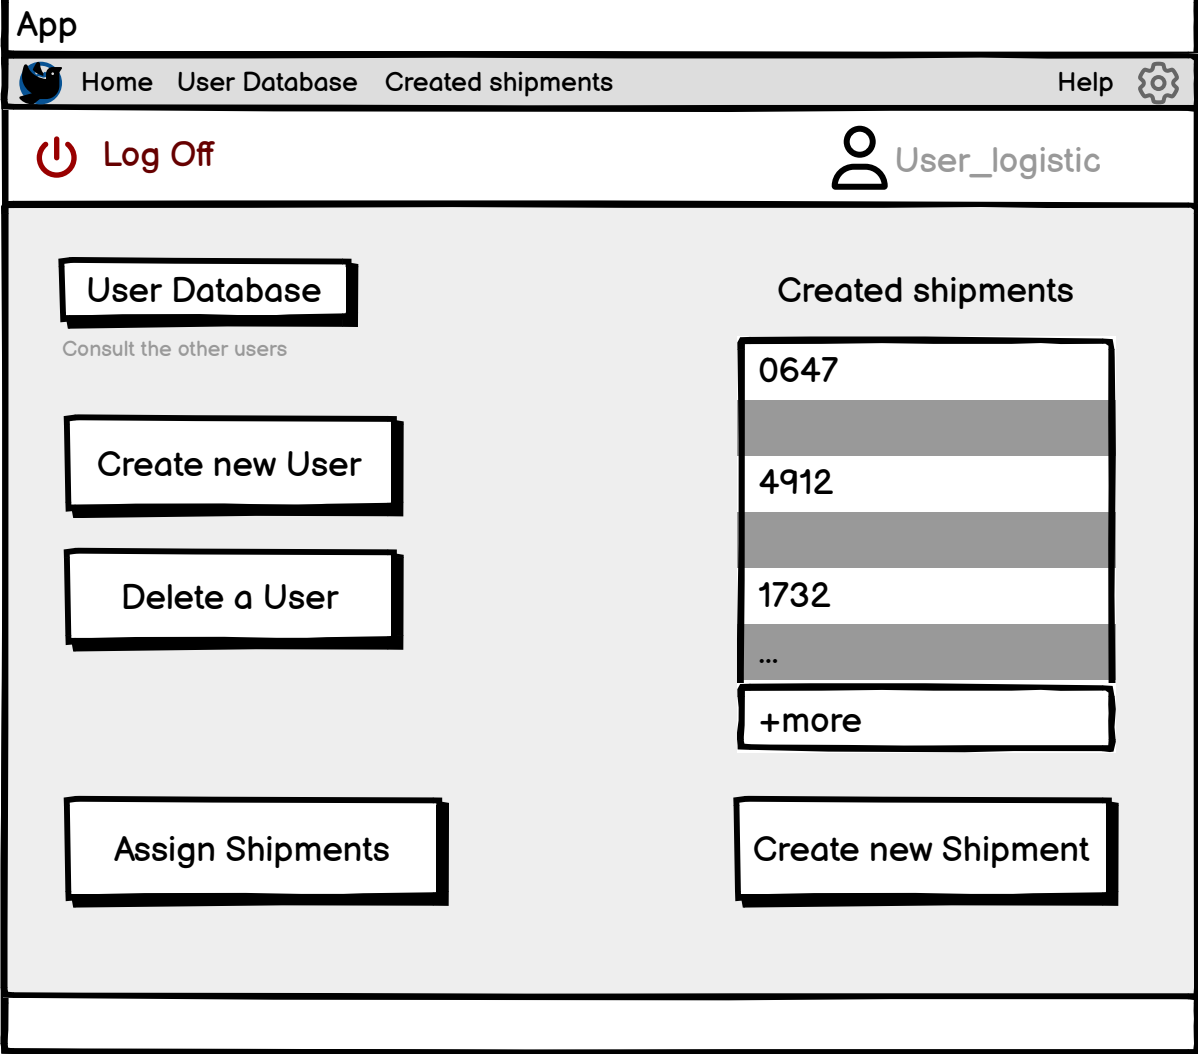 App
Home User Database Created shipments Help
Log Off
User_logistic
User Database
Consult the other users
Create new User
Delete a User
Assign Shipments
Created shipments
0647
4912
1732
...
+more
Create new Shipment